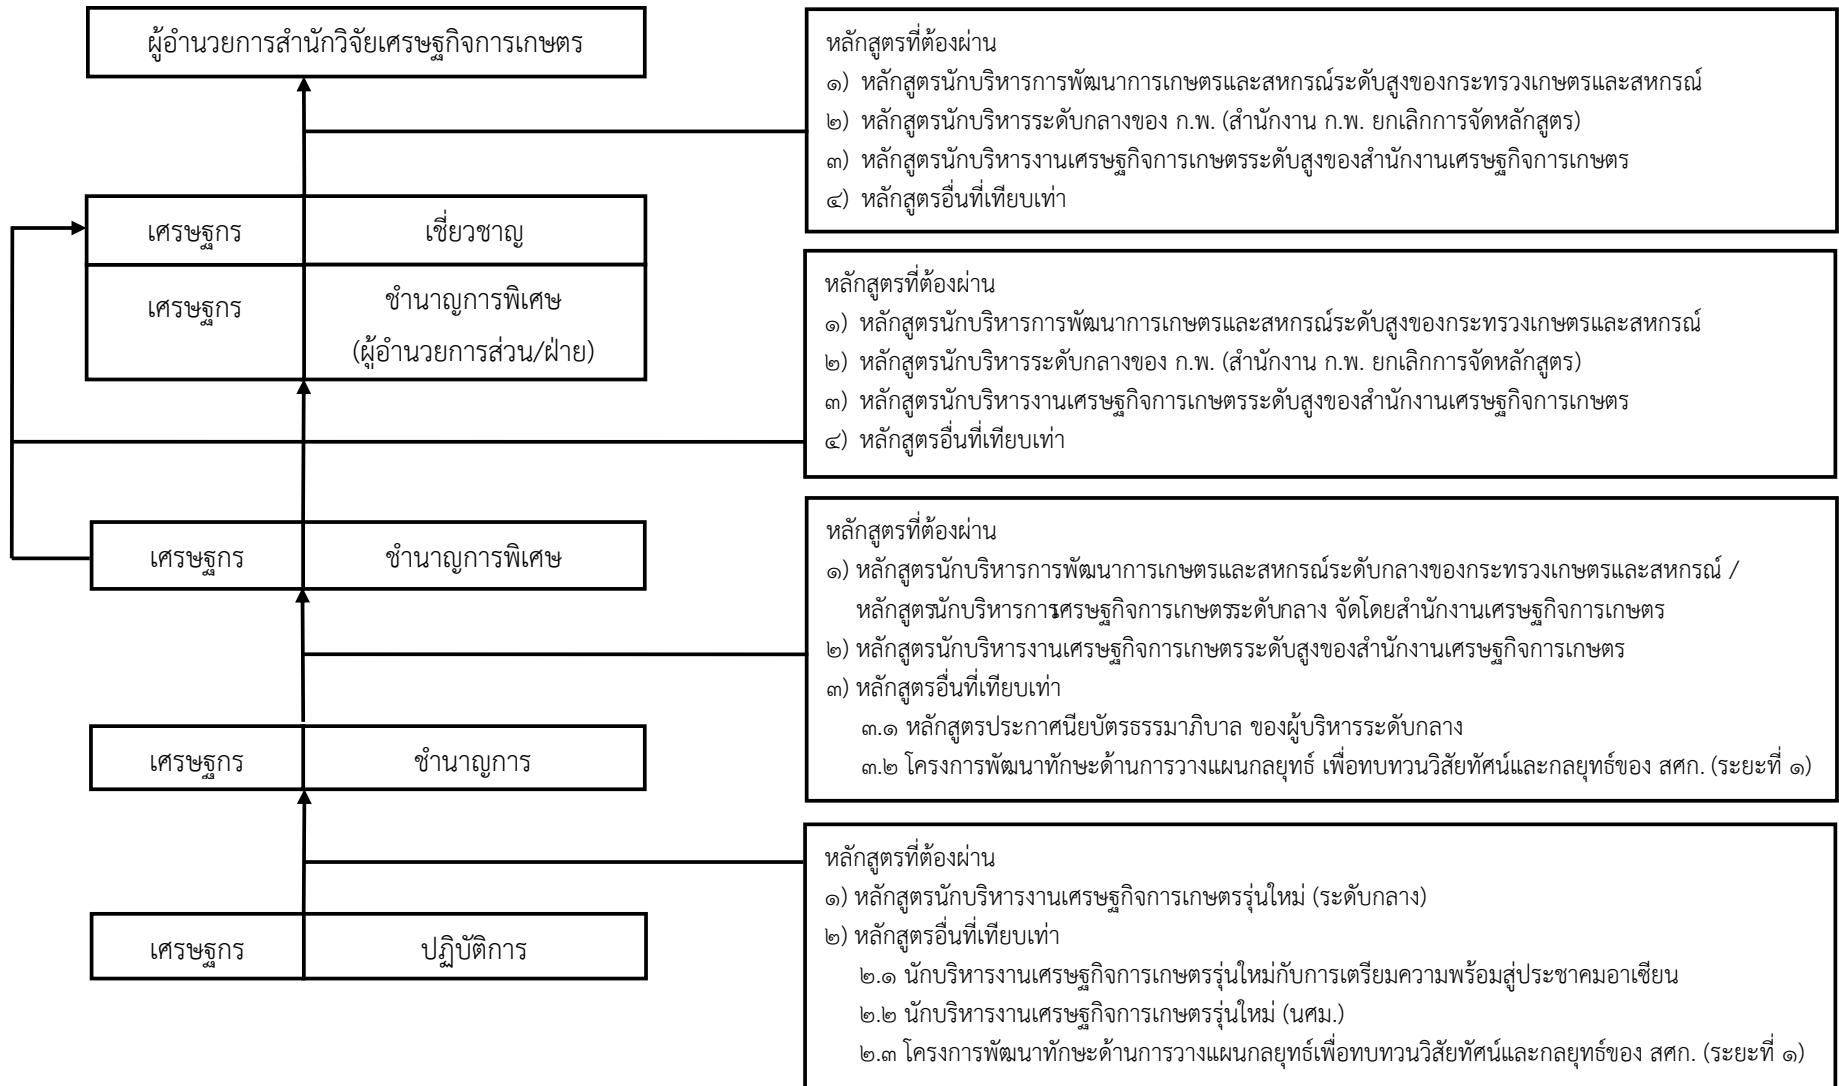 ผู้อำนวยการสำนักวิจัยเศรษฐกิจการเกษตร
หลักสูตรที่ต้องผ่าน
๑) หลักสูตรนักบริหารการพัฒนาการเกษตรและสหกรณ์ระดับสูงของกระทรวงเกษตรและสหกรณ์
๒) หลักสูตรนักบริหารระดับกลางของ ก.พ. (สำนักงาน ก.พ. ยกเลิกการจัดหลักสูตร)
๓) หลักสูตรนักบริหารงานเศรษฐกิจการเกษตรระดับสูงของสำนักงานเศรษฐกิจการเกษตร
๔) หลักสูตรอื่นที่เทียบเท่า
เศรษฐกร เชี่ยวชาญ
เศรษฐกร ชำนาญการพิเศษ
(ผู้อำนวยการส่วน/ฝ่าย)
หลักสูตรที่ต้องผ่าน
๑) หลักสูตรนักบริหารการพัฒนาการเกษตรและสหกรณ์ระดับสูงของกระทรวงเกษตรและสหกรณ์
๒) หลักสูตรนักบริหารระดับกลางของ ก.พ. (สำนักงาน ก.พ. ยกเลิกการจัดหลักสูตร)
๓) หลักสูตรนักบริหารงานเศรษฐกิจการเกษตรระดับสูงของสำนักงานเศรษฐกิจการเกษตร
๔) หลักสูตรอื่นที่เทียบเท่า
เศรษฐกร ชำนาญการพิเศษ
หลักสูตรที่ต้องผ่าน
๑) หลักสูตรนักบริหารการพัฒนาการเกษตรและสหกรณ์ระดับกลางของกระทรวงเกษตรและสหกรณ์ /
หลักสูตรนักบริหารการเศรษฐกิจการเกษตรระดับกลาง จัดโดยสำนักงานเศรษฐกิจการเกษตร
๒) หลักสูตรนักบริหารงานเศรษฐกิจการเกษตรระดับสูงของสำนักงานเศรษฐกิจการเกษตร
๓) หลักสูตรอื่นที่เทียบเท่า
๓.๑ หลักสูตรประกาศนียบัตรธรรมาภิบาล ของผู้บริหารระดับกลาง
๓.๒ โครงการพัฒนาทักษะด้านการวางแผนกลยุทธ์ เพื่อทบทวนวิสัยทัศน์และกลยุทธ์ของ สศก. (ระยะที่ ๑)
เศรษฐกร ชำนาญการ
หลักสูตรที่ต้องผ่าน
๑) หลักสูตรนักบริหารงานเศรษฐกิจการเกษตรรุ่นใหม่ (ระดับกลาง)
๒) หลักสูตรอื่นที่เทียบเท่า
๒.๑ นักบริหารงานเศรษฐกิจการเกษตรรุ่นใหม่กับการเตรียมความพร้อมสู่ประชาคมอาเซียน
๒.๒ นักบริหารงานเศรษฐกิจการเกษตรรุ่นใหม่ (นศม.)
๒.๓ โครงการพัฒนาทักษะด้านการวางแผนกลยุทธ์เพื่อทบทวนวิสัยทัศน์และกลยุทธ์ของ สศก. (ระยะที่ ๑)
เศรษฐกร ปฏิบัติการ